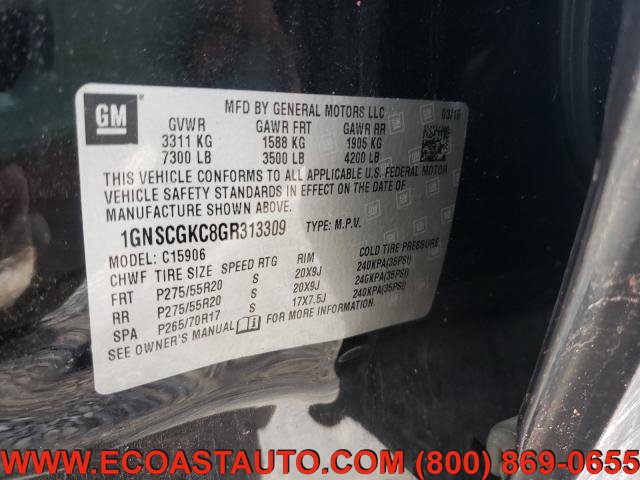 GM
MFD BY GENERAL MOTORS LLC 03/16
GVWR GAWR FRT GAWR RR
3311 KG 1588 KG 1905 KG
7300 LB 3500 LB 4200 LB
THIS VEHICLE CONFORMS TO ALL APPLICABLE U.S. FEDERAL MOTOR
VEHICLE SAFETY STANDARDS IN EFFECT ON THE DATE OF
MANUFACTURE SHOWN ABOVE.
1GNSCGKC8GR313309 TYPE: M.P.V.
MODEL: C15906
CHWF TIRE SIZE SPEED RTG RIM COLD TIRE PRESSURE
FRT P275/55R20 S 20X9J 240KPA(35PSI)
RR P275/55R20 S 20X9J 240KPA(35PSI)
SPA P265/70R17 S 17X7.5J 240KPA(35PSI)
SEE OWNER'S MANUAL FOR MORE INFORMATION.
WWW.ECOASTAUTO.COM (800) 869-0655